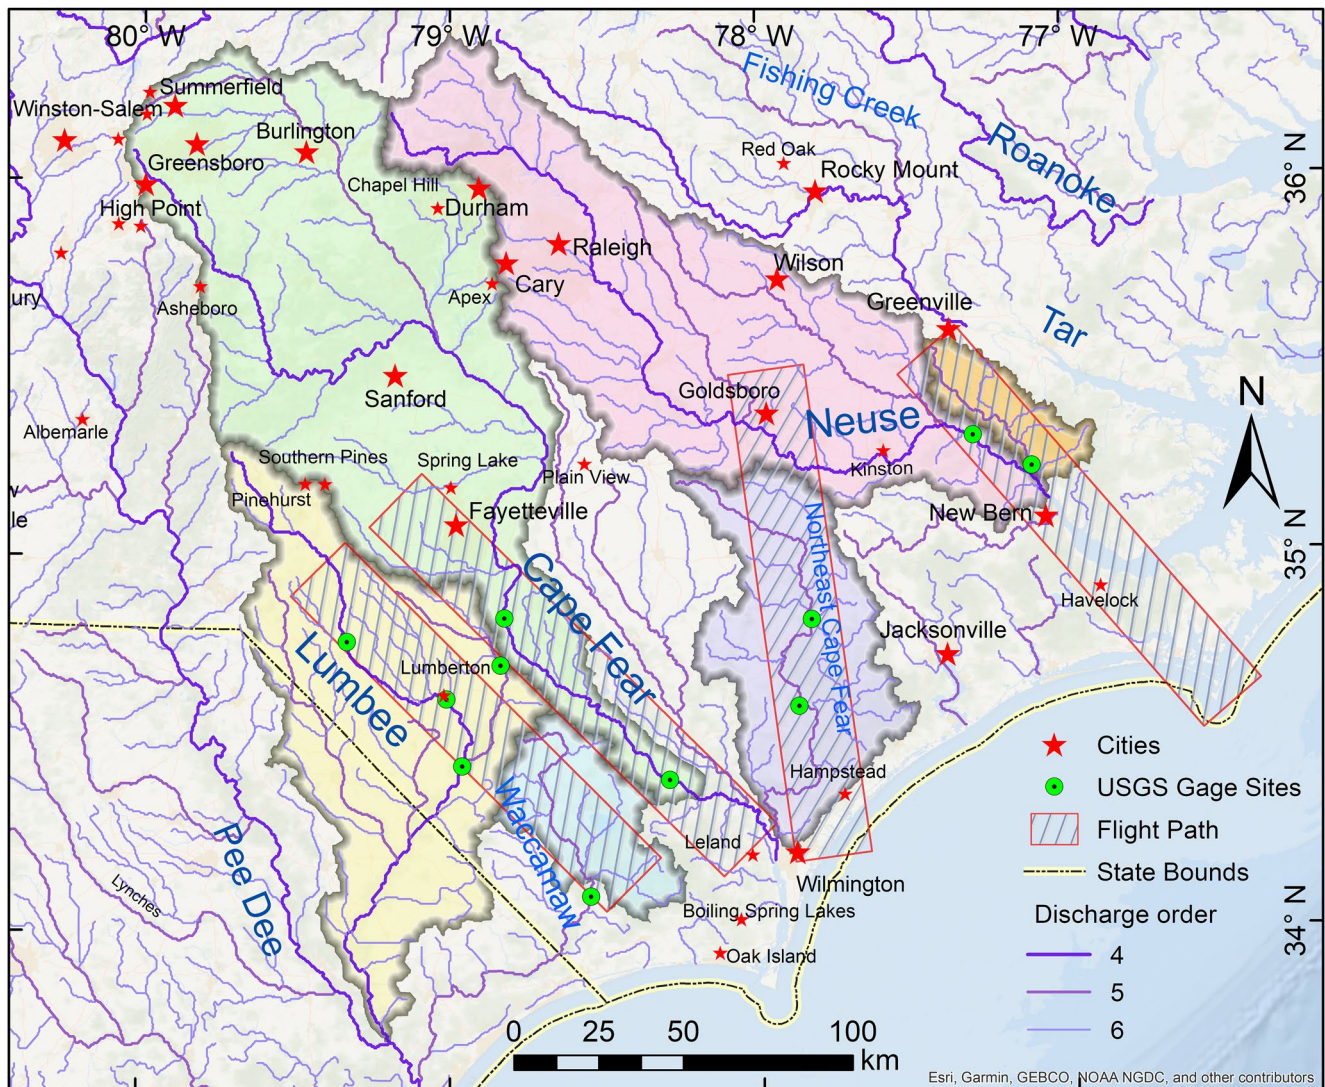 80° W
79° W
78° W
77° W
Fishing Creek
Summerfield
Winston-Salem
Burlington
Greensboro
Red Oak
Rocky Mount
Roanoke
36° N
Chapel Hill
Durham
High Point
Raleigh
Wilson
Cary
Apex
ury
Asheboro
Greenville
Tar
Sanford
Goldsboro
Neuse
N
Albemarle
Southern Pines
Spring Lake
Plain View
Kinston
Pinehurst
w
le
Fayetteville
New Bern
35° N
Northeast Cape Fear
Cape Fear
Havelock
Jacksonville
Lumbee
Lumberton
Hampstead
Waccamaw
Leland
Pee Dee
Lynches
Wilmington
Boiling Spring Lakes
Oak Island
34° N
Cities
USGS Gage Sites
Flight Path
State Bounds
Discharge order
4
5
6
0 25 50 100
km
Esri, Garmin, GEBCO, NOAA NGDC, and other contributors